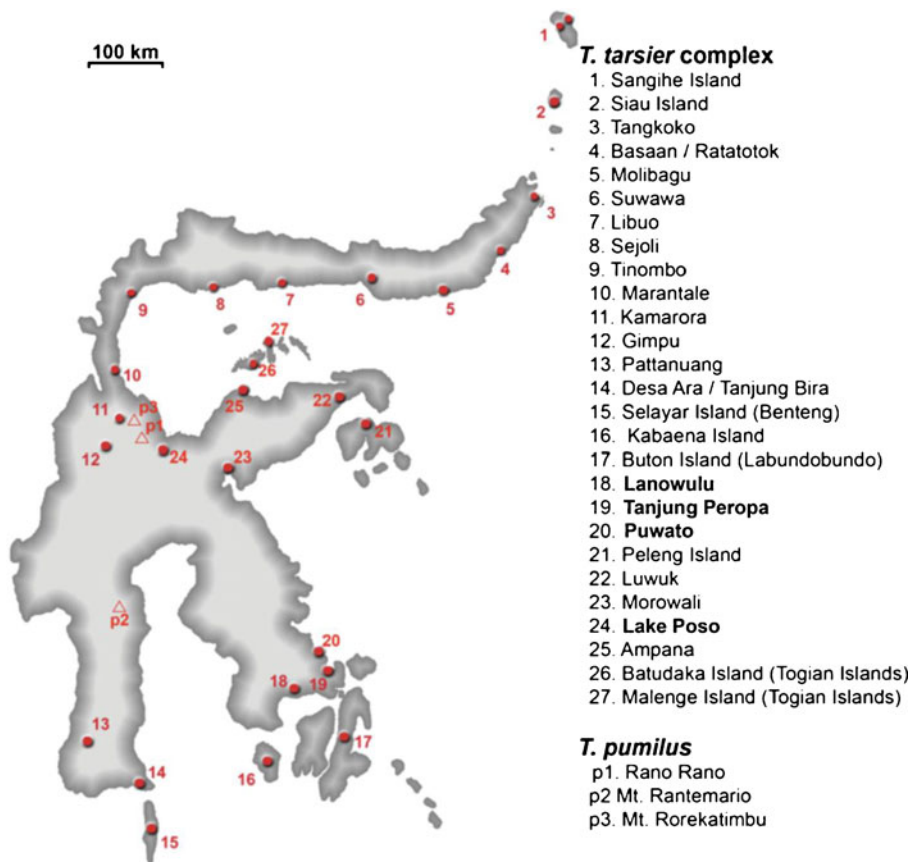 100 km
1
2
3
4
5
6
7
8
9
10
11
p3
p1
12
24
23
25
26
27
22
21
p2
20
19
18
17
16
13
14
15
T. tarsier complex
1. Sangihe Island
2. Siau Island
3. Tangkoko
4. Basaan / Ratatotok
5. Molibagu
6. Suwawa
7. Libuo
8. Sejoli
9. Tinombo
10. Marantale
11. Kamarora
12. Gimpu
13. Pattanuang
14. Desa Ara / Tanjung Bira
15. Selayar Island (Benteng)
16. Kabaena Island
17. Buton Island (Labundobundo)
18. Lanowulu
19. Tanjung Peropa
20. Puwato
21. Peleng Island
22. Luwuk
23. Morowali
24. Lake Poso
25. Ampana
26. Batudaka Island (Togian Islands)
27. Malenge Island (Togian Islands)
T. pumilus
p1. Rano Rano
p2 Mt. Rantemario
p3. Mt. Rorekatimbu